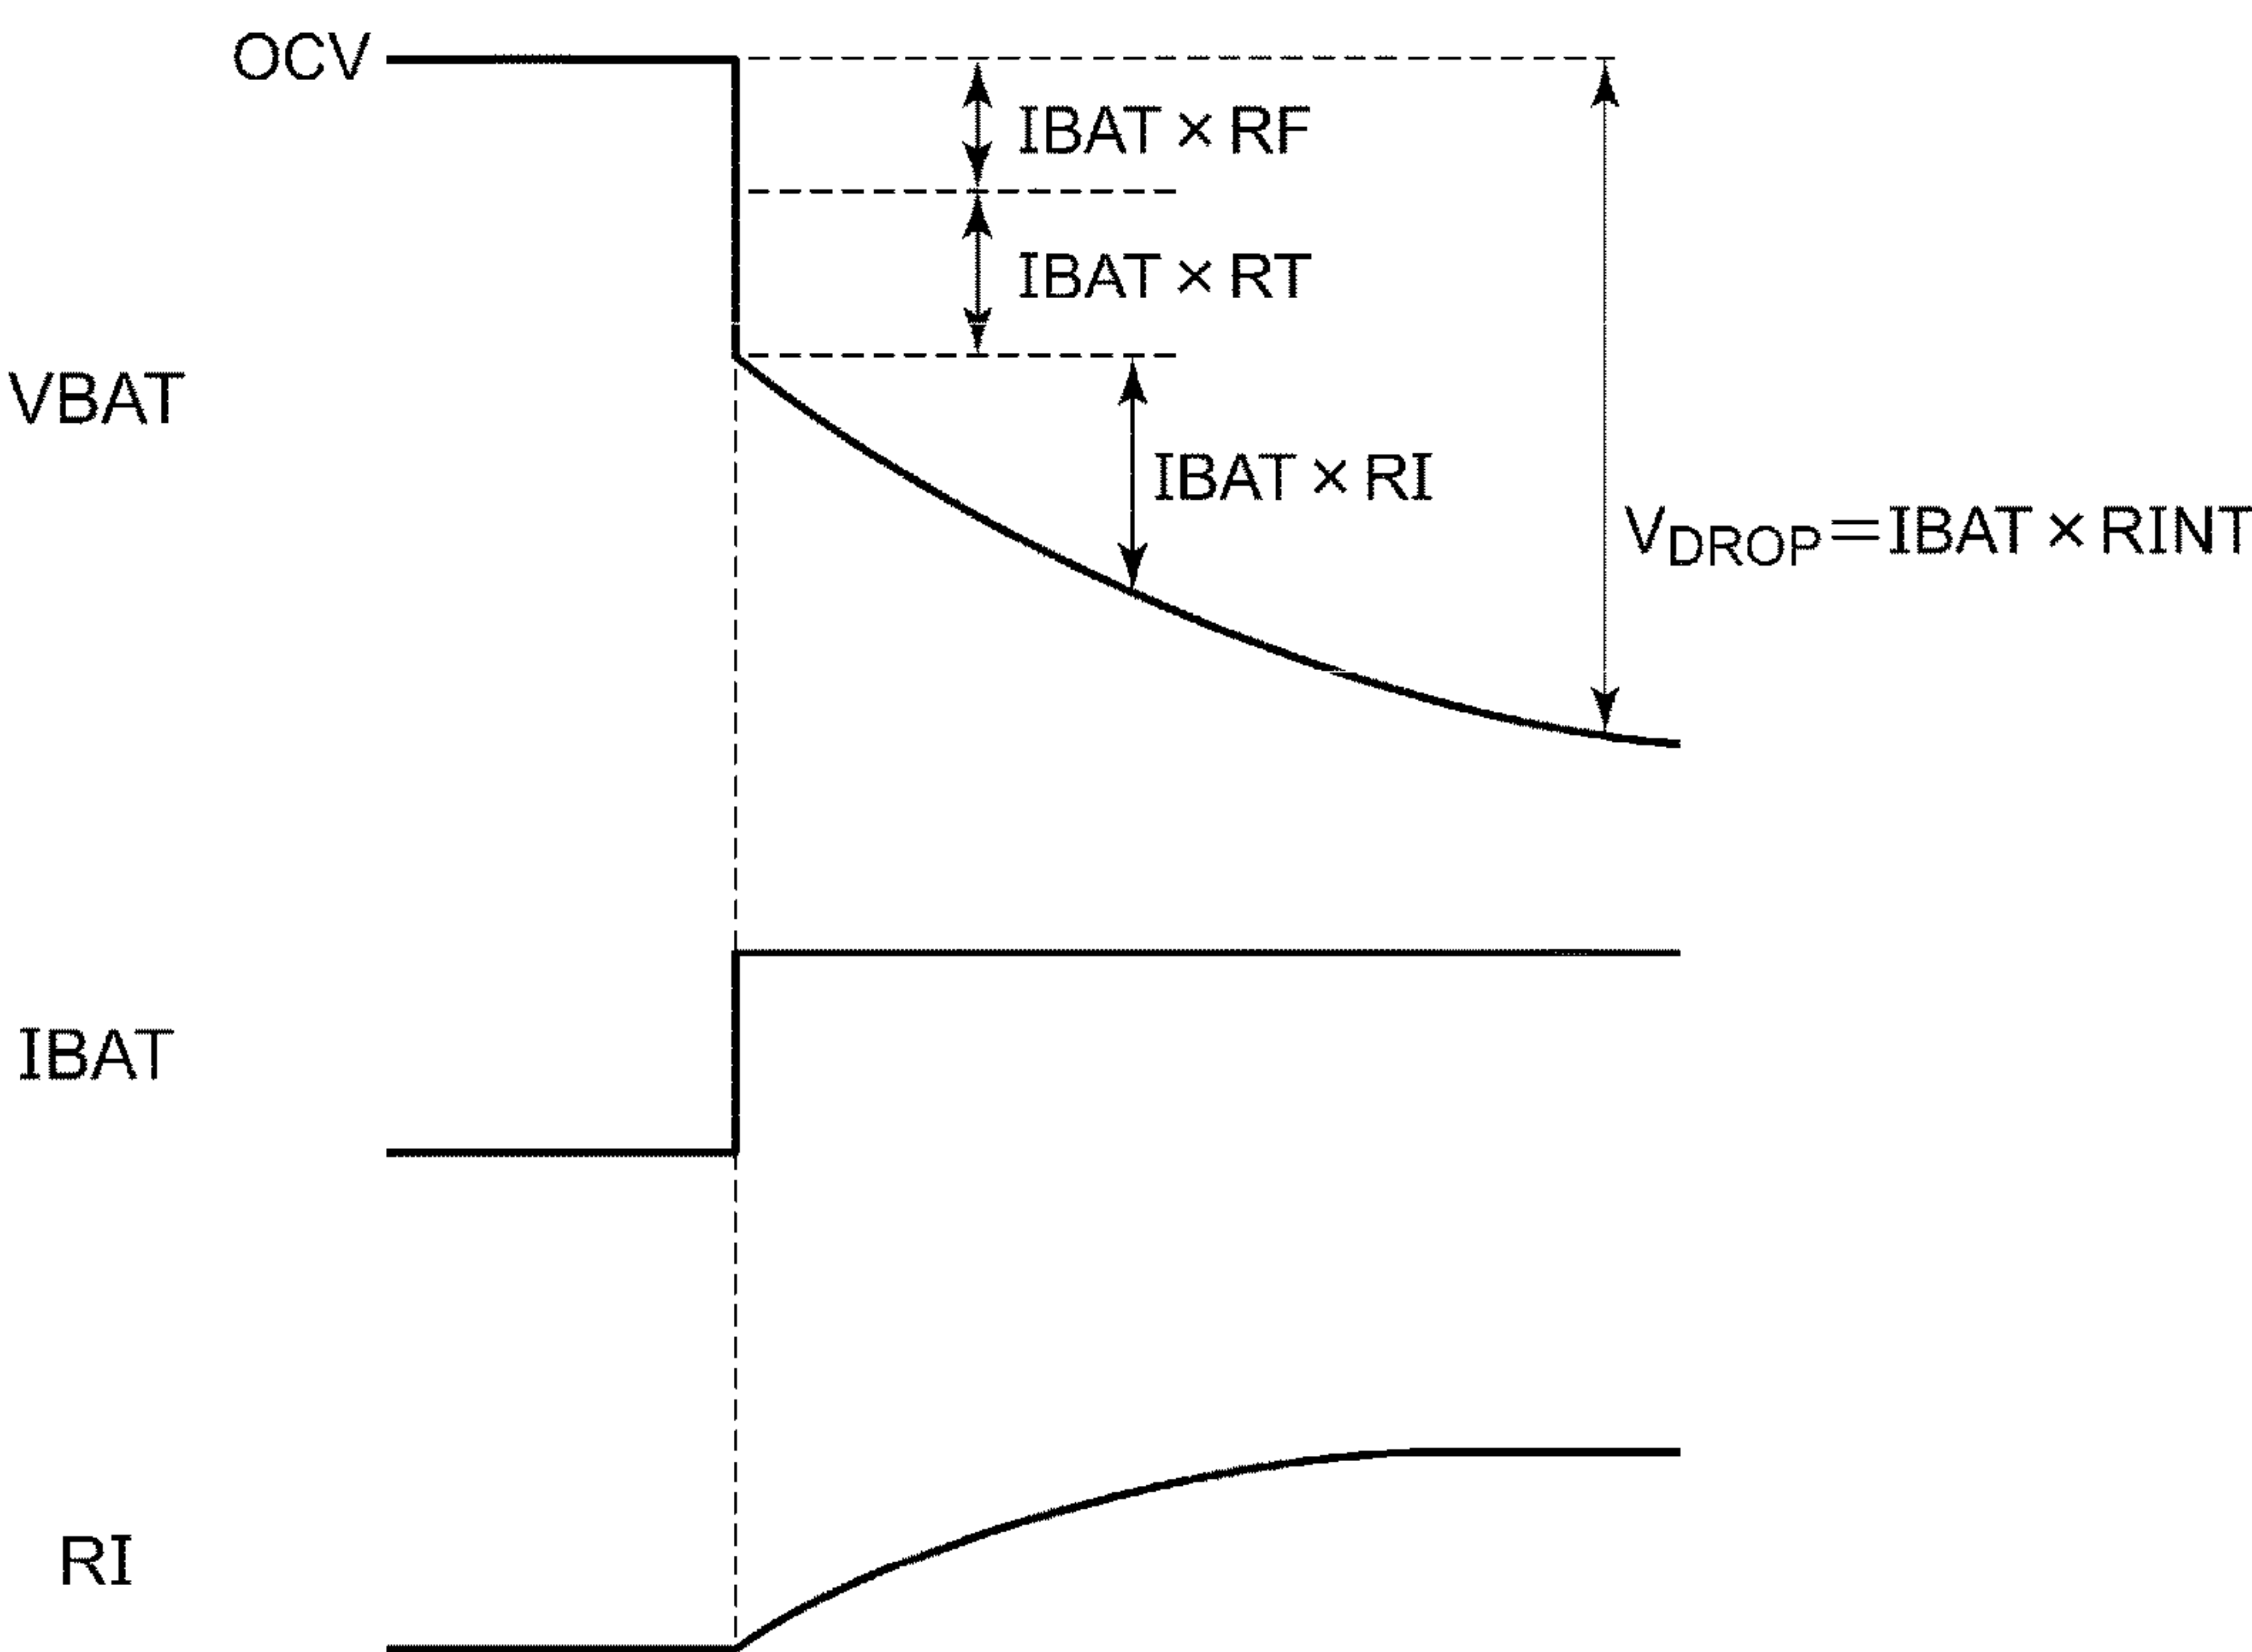 OCV
IBAT × RF
IBAT × RT
VBAT
IBAT × RI
VDROP=IBAT × RINT
IBAT
RI